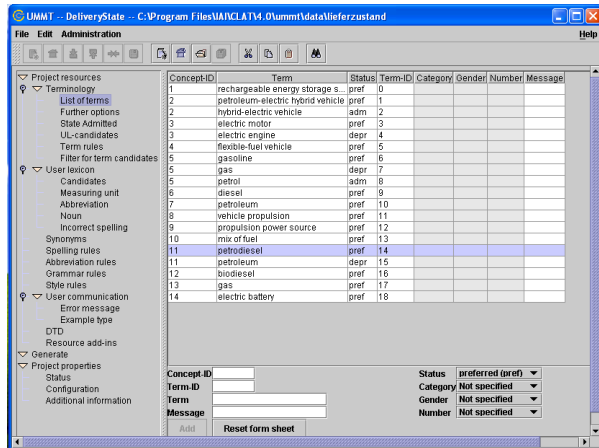 UMMT -- DeliveryState -- C:\Program Files\IAI\CLAT\4.0\ummt\data\lieferzustand
File Edit Administration Help
Project resources
Terminology
List of terms
Further options
State Admitted
UL-candidates
Term rules
Filter for term candidates
User lexicon
Candidates
Measuring unit
Abbreviation
Noun
Incorrect spelling
Synonyms
Spelling rules
Abbreviation rules
Grammar rules
Style rules
User communication
Error message
Example type
DTD
Resource add-ins
Generate
Project properties
Status
Configuration
Additional information
Concept-ID Term Status Term-ID Category Gender Number Message
1 rechargeable energy storage s... pref 0
2 petroleum-electric hybrid vehicle pref 1
2 hybrid-electric vehicle adm 2
3 electric motor pref 3
3 electric engine depr 4
4 flexible-fuel vehicle pref 5
5 gasoline pref 6
5 gas depr 7
5 petrol adm 8
6 diesel pref 9
7 petroleum pref 10
8 vehicle propulsion pref 11
9 propulsion power source pref 12
10 mix of fuel pref 13
11 petrodiesel pref 14
11 petroleum depr 15
12 biodiesel pref 16
13 gas pref 17
14 electric battery pref 18
Concept-ID Status preferred (pref)
Term-ID Category Not specified
Term Gender Not specified
Message Number Not specified
Add Reset form sheet